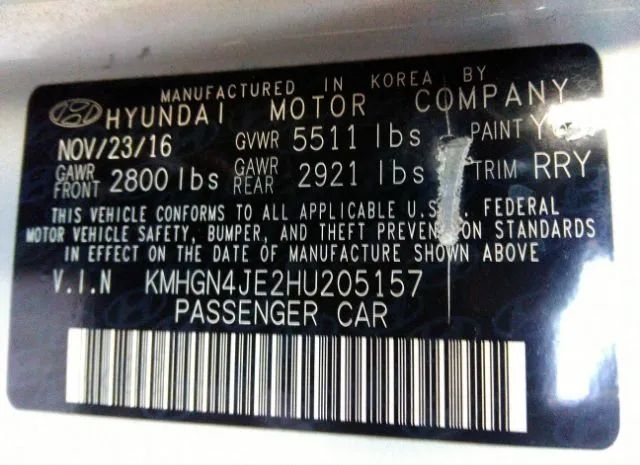 MANUFACTURED IN KOREA BY
HYUNDAI MOTOR COMPANY
NOV/23/16 GVWR 5511 lbs PAINT
GAWR FRONT 2800 lbs GAWR REAR 2921 lbs TRIM RRY
THIS VEHICLE CONFORMS TO ALL APPLICABLE U.S. FEDERAL
MOTOR VEHICLE SAFETY, BUMPER, AND THEFT PREVENTION STANDARDS
IN EFFECT ON THE DATE OF MANUFACTURE SHOWN ABOVE
V.I.N KMHGN4JE2HU205157
PASSENGER CAR